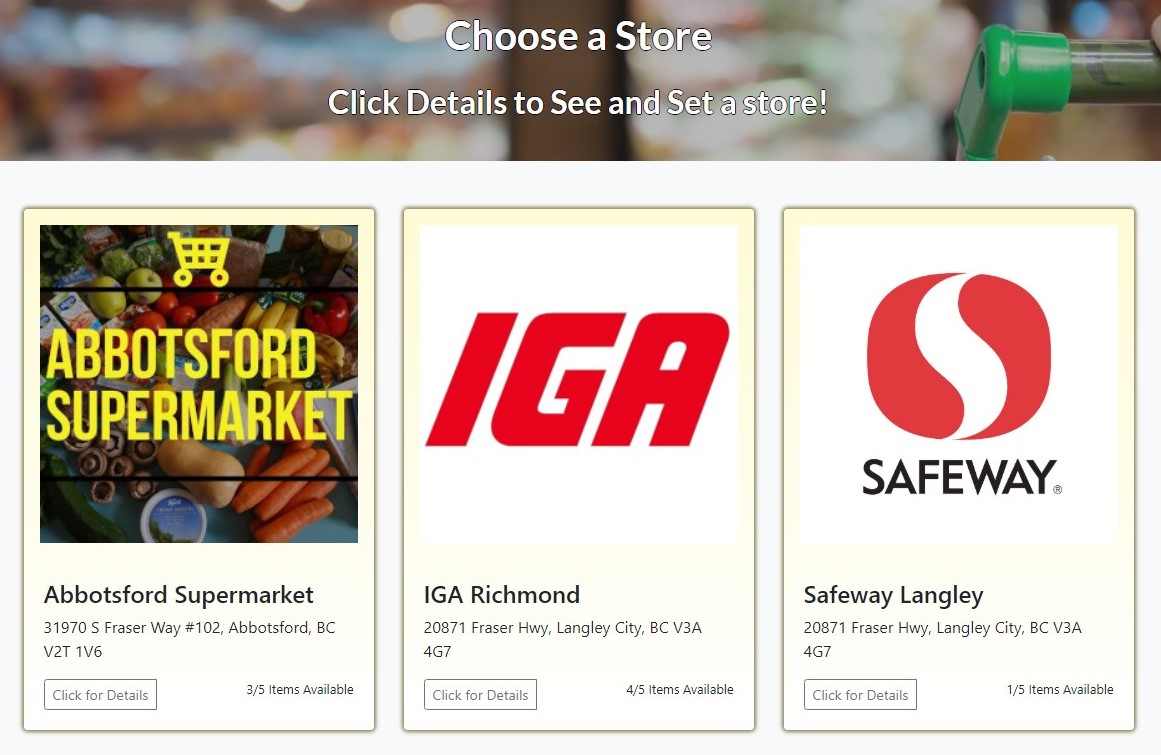 Choose a Store
Click Details to See and Set a store!
ABBOTSFORD
SUPERMARKET
Abbotsford Supermarket
31970 S Fraser Way #102, Abbotsford, BC
V2T 1V6
Click for Details
3/5 Items Available
IGA
IGA Richmond
20871 Fraser Hwy, Langley City, BC V3A
4G7
Click for Details
4/5 Items Available
SAFEWAY®
Safeway Langley
20871 Fraser Hwy, Langley City, BC V3A
4G7
Click for Details
1/5 Items Available